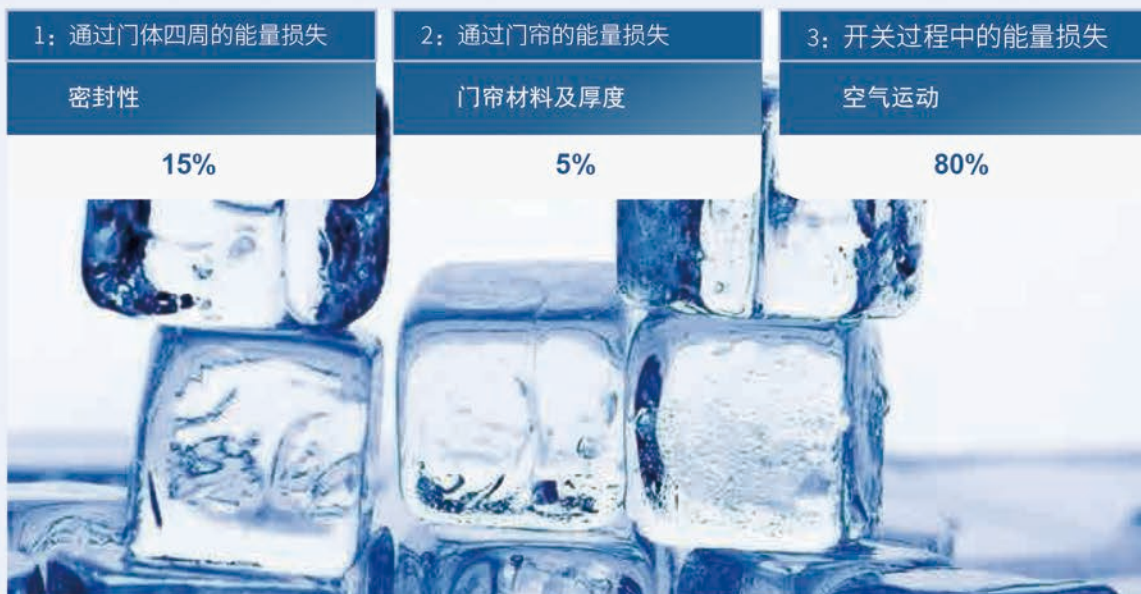 1：通过门体四周的能量损失
密封性
15%
2：通过门帘的能量损失
门帘材料及厚度
5%
3：开关过程中的能量损失
空气运动
80%